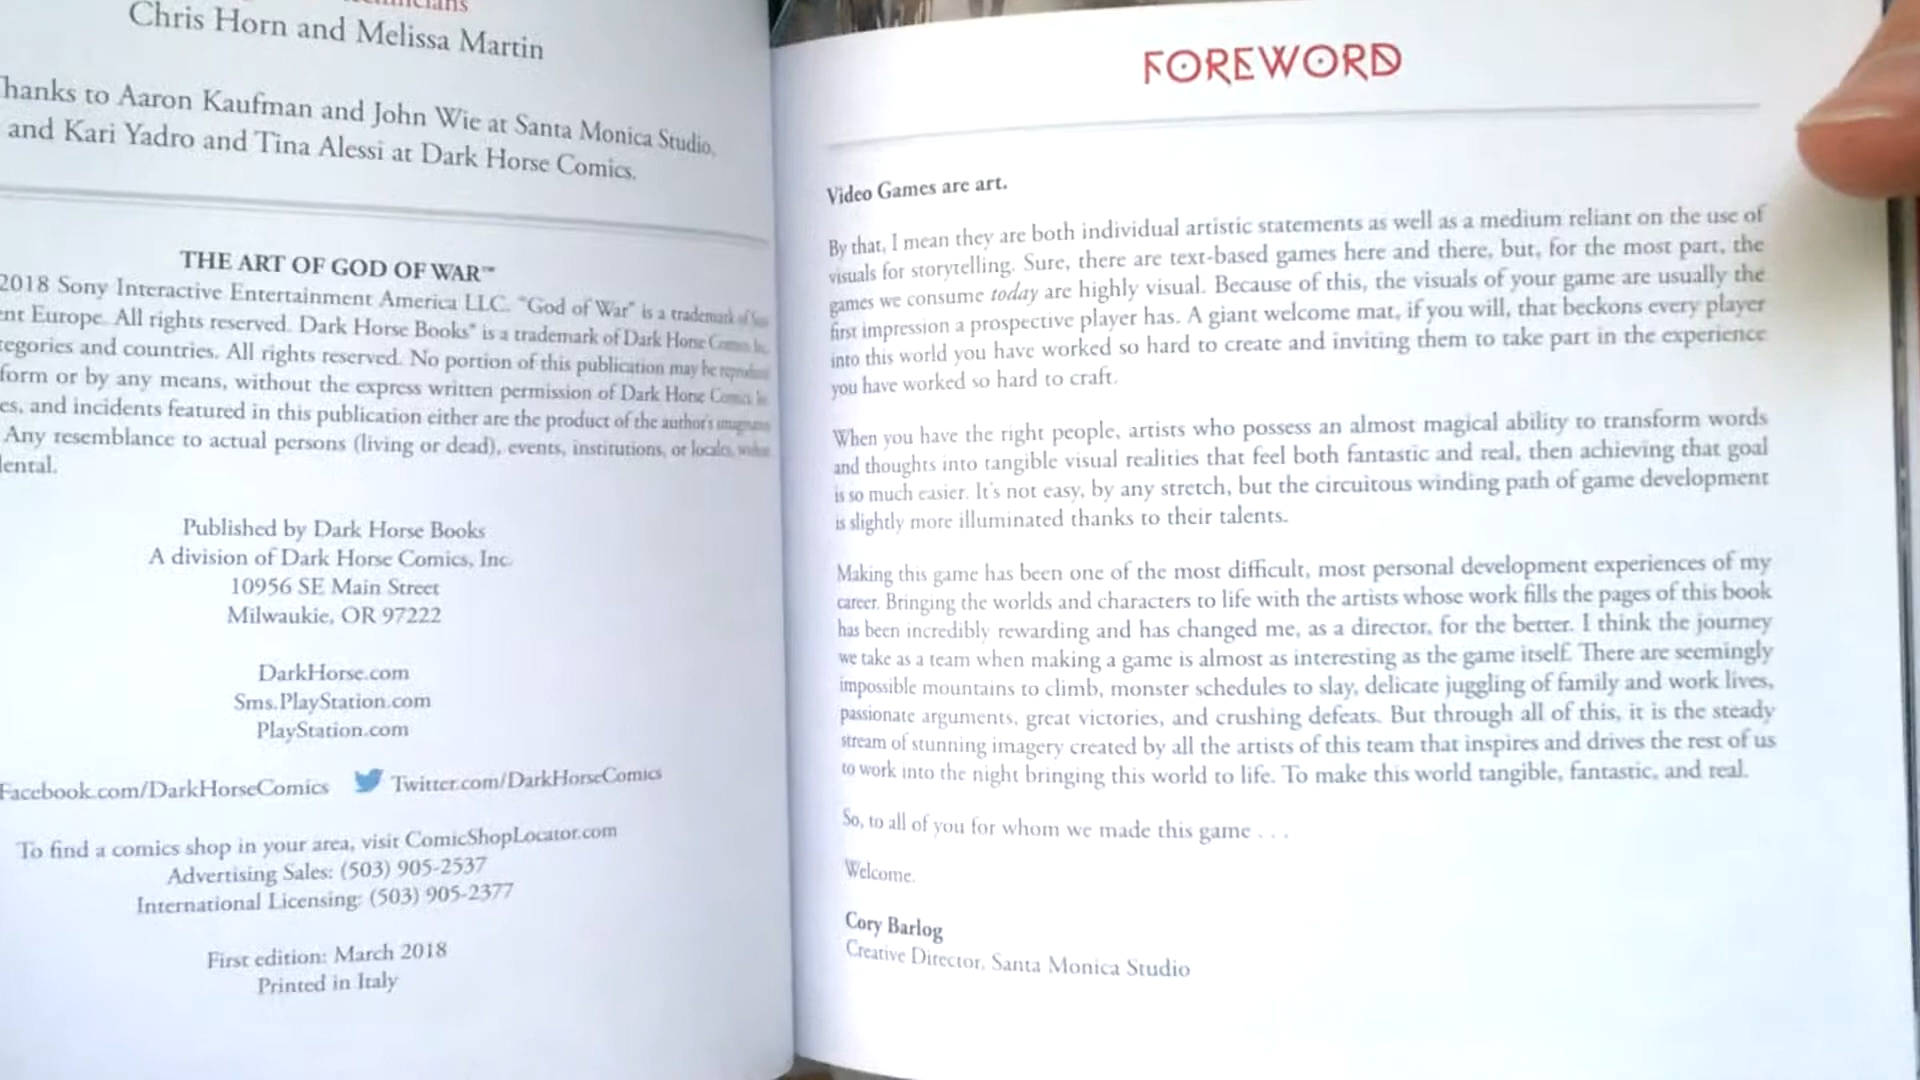 Chris Horn and Melissa Martin
hanks to Aaron Kaufman and John Wie at Santa Monica Studio,
and Kari Yadro and Tina Alessi at Dark Horse Comics.
THE ART OF GOD OF WAR™
2018 Sony Interactive Entertainment America LLC. “God of War” is a trademark of
nt Europe. All rights reserved. Dark Horse Books® is a trademark of Dark Horse Comics
tegories and countries. All rights reserved. No portion of this publication may be
form or by any means, without the express written permission of Dark Horse Comics
es, and incidents featured in this publication either are the product of the author's
Any resemblance to actual persons (living or dead), events, institutions, or locales,
dental.
Published by Dark Horse Books
A division of Dark Horse Comics, Inc.
10956 SE Main Street
Milwaukie, OR 97222
DarkHorse.com
Sms.PlayStation.com
PlayStation.com
Facebook.com/DarkHorseComics Twitter.com/DarkHorseComics
To find a comics shop in your area, visit ComicShopLocator.com
Advertising Sales: (503) 905-2537
International Licensing: (503) 905-2377
First edition: March 2018
Printed in Italy
FOREWORD
Video Games are art.
By that, I mean they are both individual artistic statements as well as a medium reliant on the use of
visuals for storytelling. Sure, there are text-based games here and there, but, for the most part, the
games we consume today are highly visual. Because of this, the visuals of your game are usually the
first impression a prospective player has. A giant welcome mat, if you will, that beckons every player
into this world you have worked so hard to create and inviting them to take part in the experience
you have worked so hard to craft.
When you have the right people, artists who possess an almost magical ability to transform words
and thoughts into tangible visual realities that feel both fantastic and real, then achieving that goal
is so much easier. It's not easy, by any stretch, but the circuitous winding path of game development
is slightly more illuminated thanks to their talents.
Making this game has been one of the most difficult, most personal development experiences of my
career. Bringing the worlds and characters to life with the artists whose work fills the pages of this book
has been incredibly rewarding and has changed me, as a director, for the better. I think the journey
we take as a team when making a game is almost as interesting as the game itself. There are seemingly
impossible mountains to climb, monster schedules to slay, delicate juggling of family and work lives,
passionate arguments, great victories, and crushing defeats. But through all of this, it is the steady
stream of stunning imagery created by all the artists of this team that inspires and drives the rest of us
to work into the night bringing this world to life. To make this world tangible, fantastic, and real.
So, to all of you for whom we made this game . . .
Welcome.
Cory Barlog
Creative Director, Santa Monica Studio